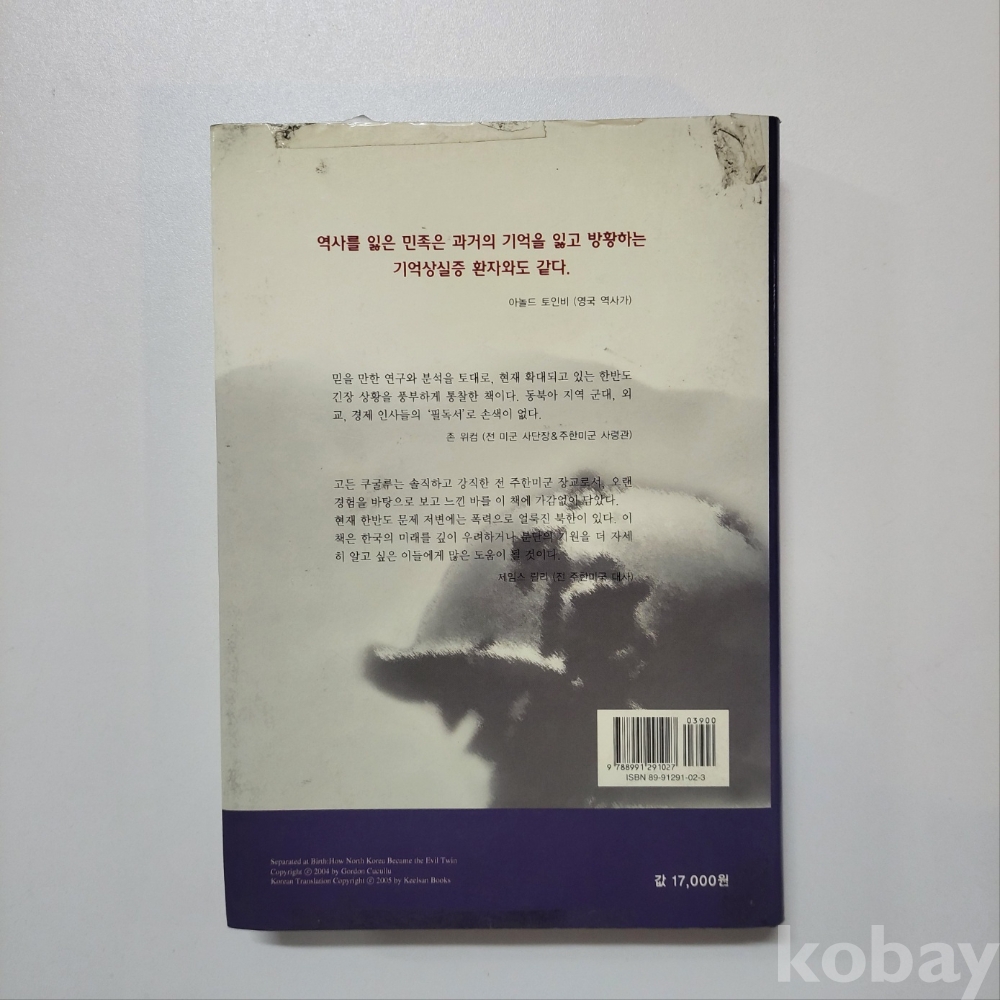 역사를 잃은 민족은 과거의 기억을 잃고 방황하는
기억상실증 환자와도 같다.
아놀드 토인비 (영국 역사가)
믿을 만한 연구와 분석을 토대로, 현재 확대되고 있는 한반도
긴장 상황을 풍부하게 통찰한 책이다. 동북아 지역 군대, 외
교, 경제 인사들의 '필독서'로 손색이 없다.
존 위컴 (전 미군 사단장&주한미군 사령관)
고든 쿠굴루는 솔직하고 강직한 전 주한미군 장교로서, 오랜
경험을 바탕으로 보고 느낀 바를 이 책에 가감없이 담았다.
현재 한반도 문제 저변에는 폭력으로 얼룩진 북한이 있다. 이
책은 한국의 미래를 깊이 우려하거나 분단의 기원을 더 자세
히 알고 싶은 이들에게 많은 도움이 될 것이다.
제임스 릴리 (전 주한미국 대사)
03900
9 788991 291027
ISBN 89-91291-02-3
Separated at Birth:How North Korea Became the Evil Twin
Copyright ⓒ 2004 by Gordon Cucullu
Korean Translation Copyright ⓒ 2005 by Keelsan Books
값 17,000원
kobay